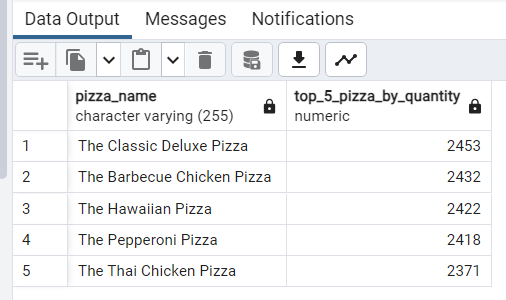 Data Output Messages Notifications
pizza_name top_5_pizza_by_quantity
character varying (255) numeric
1 The Classic Deluxe Pizza 2453
2 The Barbecue Chicken Pizza 2432
3 The Hawaiian Pizza 2422
4 The Pepperoni Pizza 2418
5 The Thai Chicken Pizza 2371